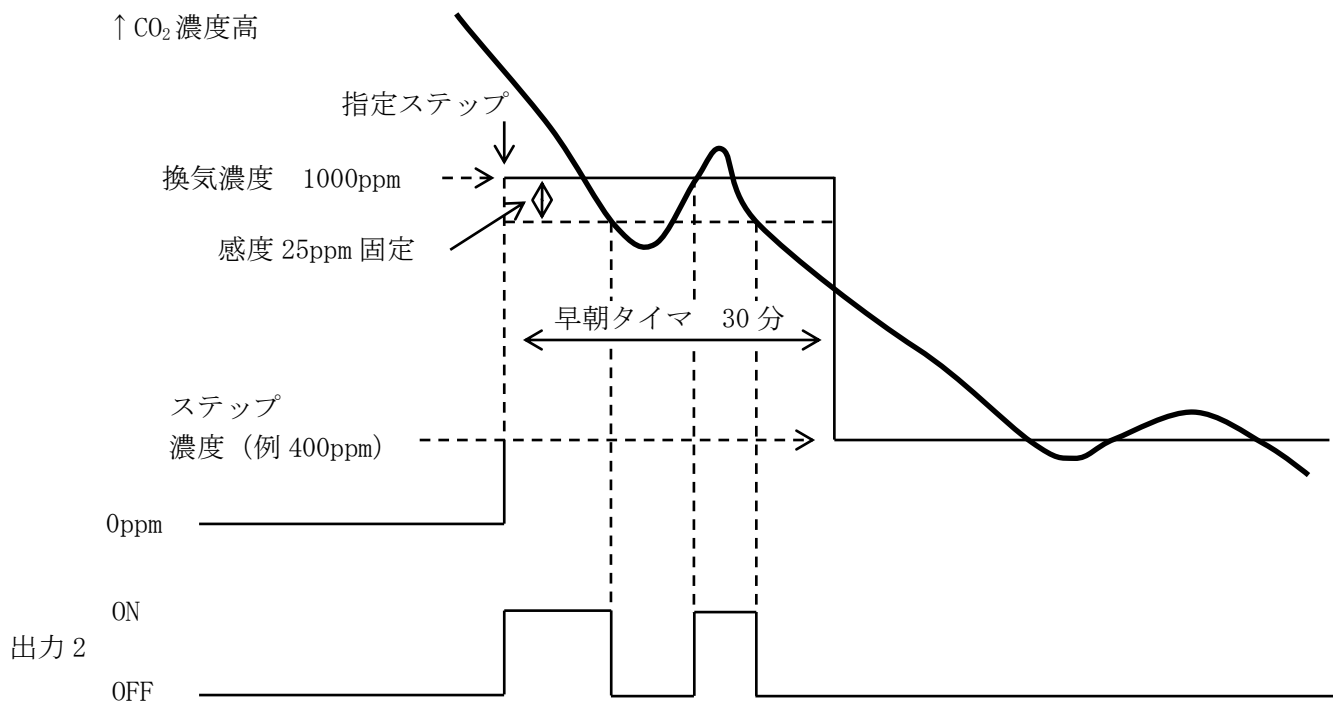 ↑CO₂濃度高
指定ステップ
換気濃度　1000ppm
感度 25ppm 固定
早朝タイマ　30 分
ステップ
濃度（例 400ppm）
0ppm
ON
出力 2
OFF